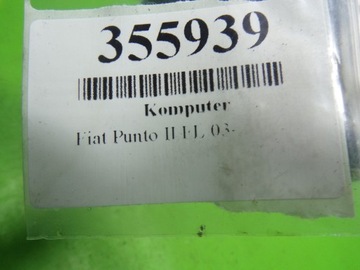 355939
Komputer
Fiat Punto II FL, 03-